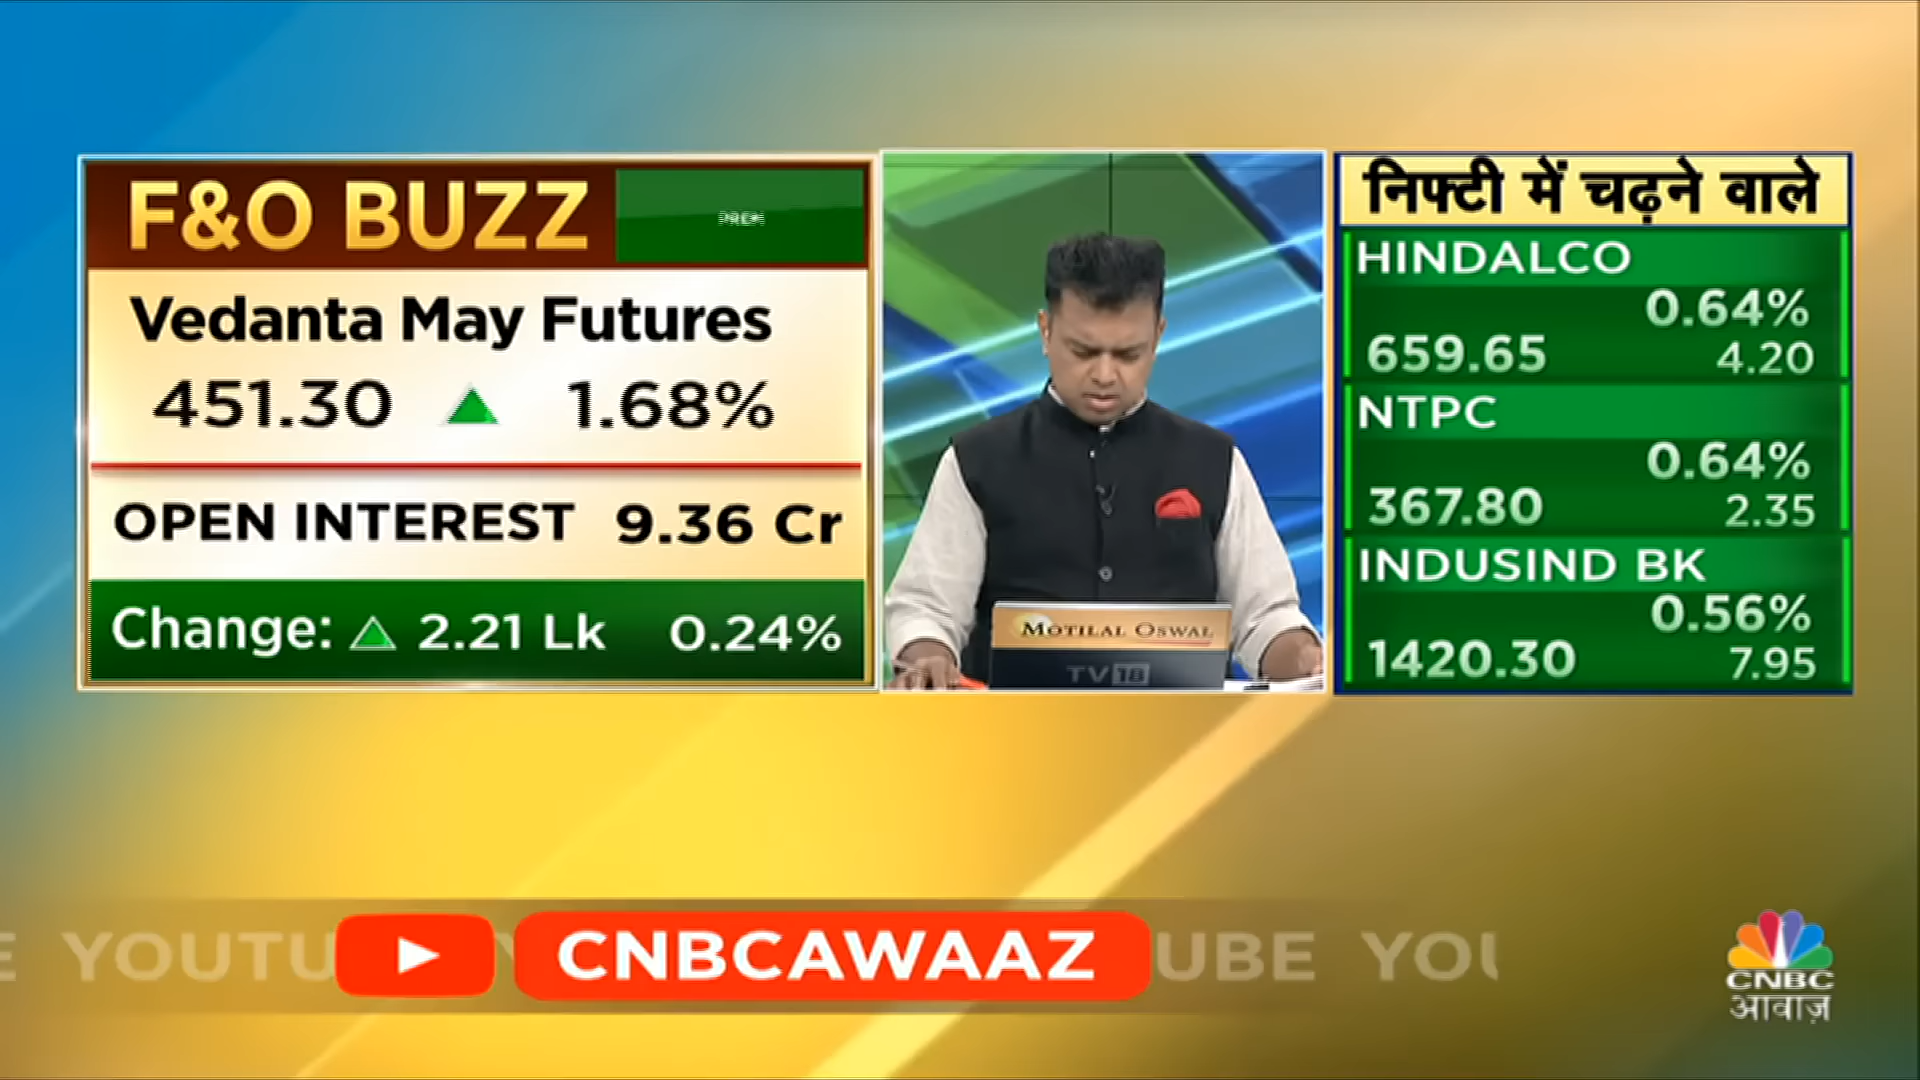 F&O BUZZ
PREM
Vedanta May Futures
451.30 1.68%
OPEN INTEREST 9.36 Cr
Change: 2.21 Lk 0.24%
MOTILAL OSWAL
TV18
निफ्टी में चढ़ने वाले
HINDALCO
0.64%
659.65 4.20
NTPC
0.64%
367.80 2.35
INDUSIND BK
0.56%
1420.30 7.95
E YOUTU CNBCAWAAZ UBE YOU
CNBC
आवाज़